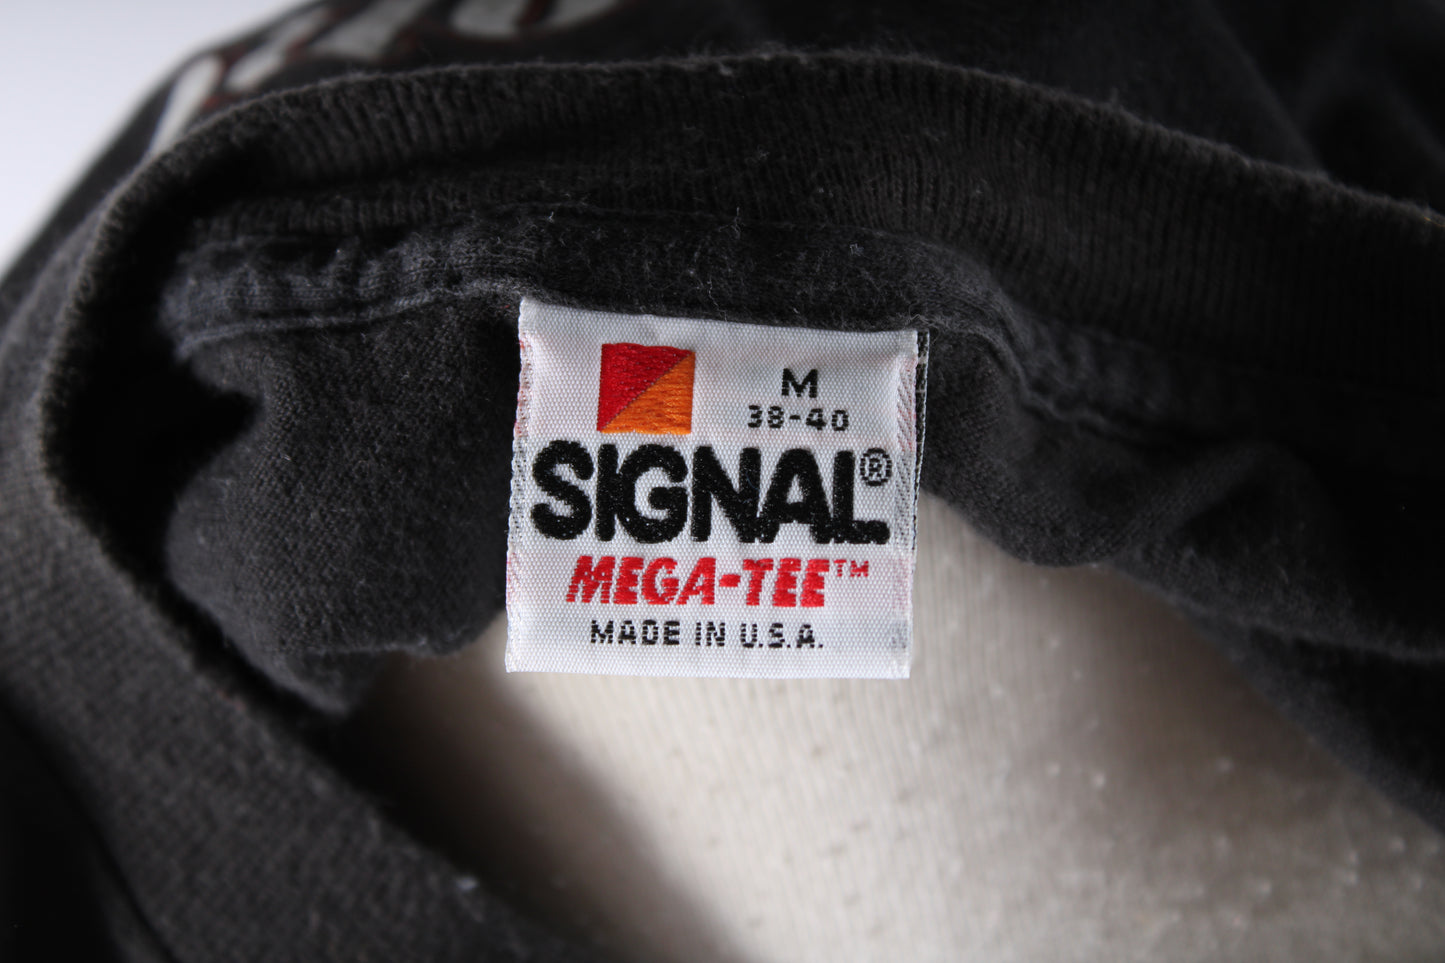 M
38-40
SIGNAL®
MEGA-TEE™
MADE IN U.S.A.